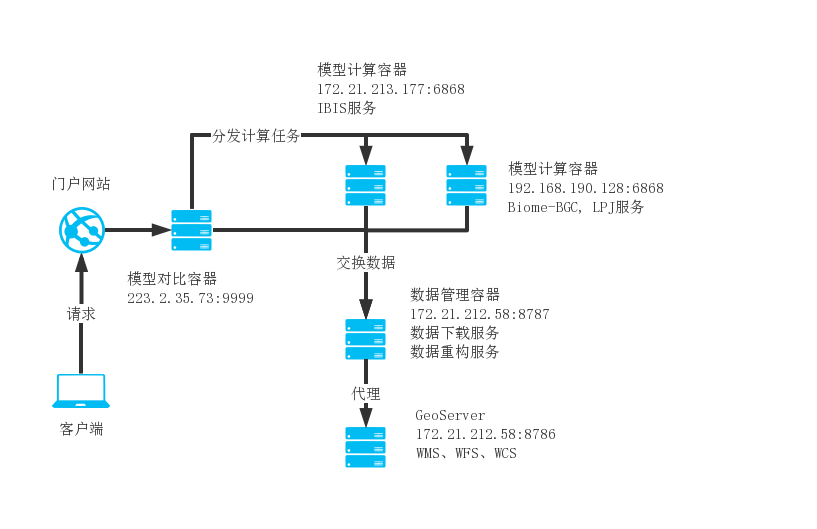 模型计算容器
172.21.213.177:6868
IBIS服务
分发计算任务
模型计算容器
192.168.190.128:6868
Biome-BGC, LPJ服务
门户网站
模型对比容器
223.2.35.73:9999
交换数据
请求
数据管理容器
172.21.212.58:8787
数据下载服务
数据重构服务
代理
客户端
GeoServer
172.21.212.58:8786
WMS、WFS、WCS